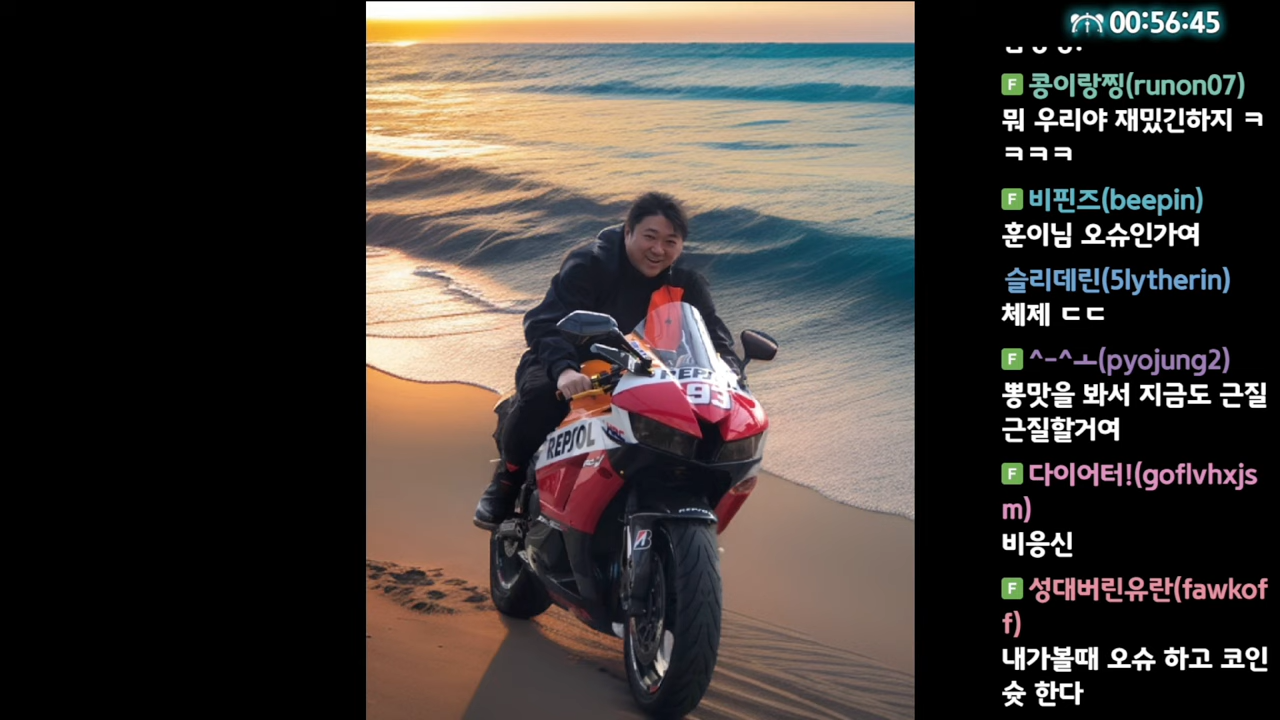 00:56:45
F 콩이랑찡(runon07)
뭐 우리야 재밌긴하지 ㅋ
ㅋㅋㅋ
F 비핀즈(beepin)
훈이님 오슈인가여
슬리데린(5lytherin)
체제 ㄷㄷ
F ^-^ㅗ(pyojung2)
뽕맛을 봐서 지금도 근질
근질할거여
F 다이어터!(goflvhxjs
m)
비응신
F 성대버린유란(fawkof
f)
내가볼때 오슈 하고 코인
슛 한다
REPSOL
93
REPSOL